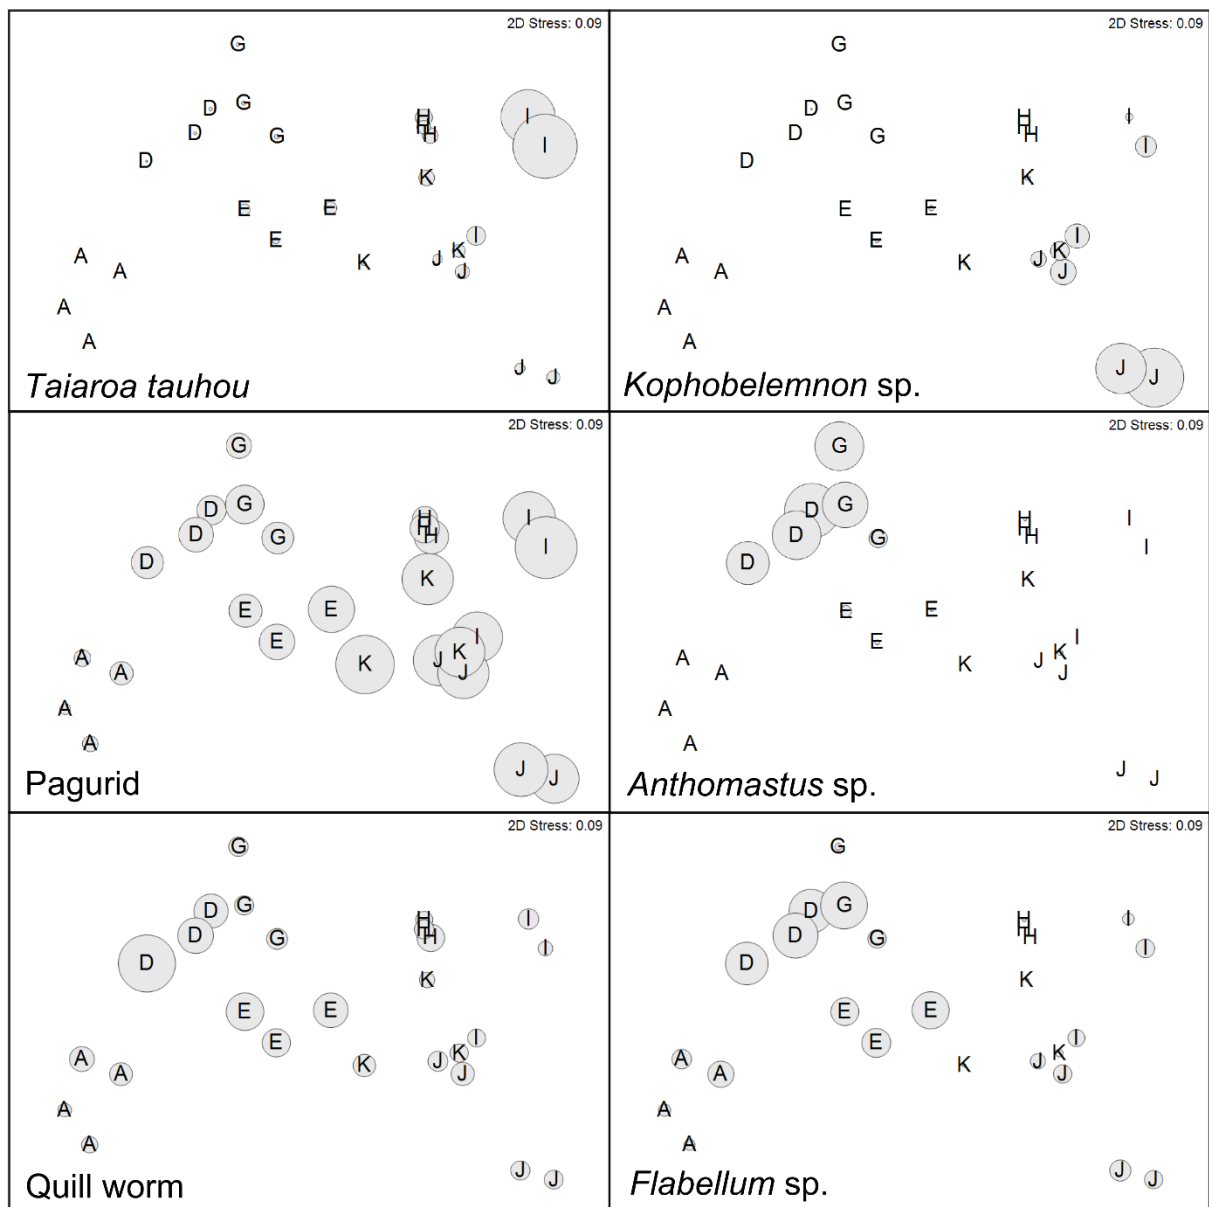 2D Stress: 0.09
G
D G
D G
D
H
H
H
K
I
I
E E
E
K
I
K
J
J
A
A
A
A
J
J
Taiaroa tauhou
2D Stress: 0.09
G
D G
D G
D
H
H
H
K
I
I
E E
E
K
I
K
J
J
A
A
A
A
J
J
Kophobelemnon sp.
2D Stress: 0.09
G
D G
D G
D
H
H
H
K
I
I
E E
E
K
I
K
J
J
A
A
A
A
J
J
Pagurid
2D Stress: 0.09
G
D G
D G
D
H
H
H
K
I
I
E E
E
K
I
K
J
J
A
A
A
A
J
J
Anthomastus sp.
2D Stress: 0.09
G
D G
D G
D
H
H
H
K
I
I
E E
E
K
I
K
J
J
A
A
A
A
J
J
Quill worm
2D Stress: 0.09
G
D G
D G
D
H
H
H
K
I
I
E E
E
K
I
K
J
J
A
A
A
A
J
J
Flabellum sp.